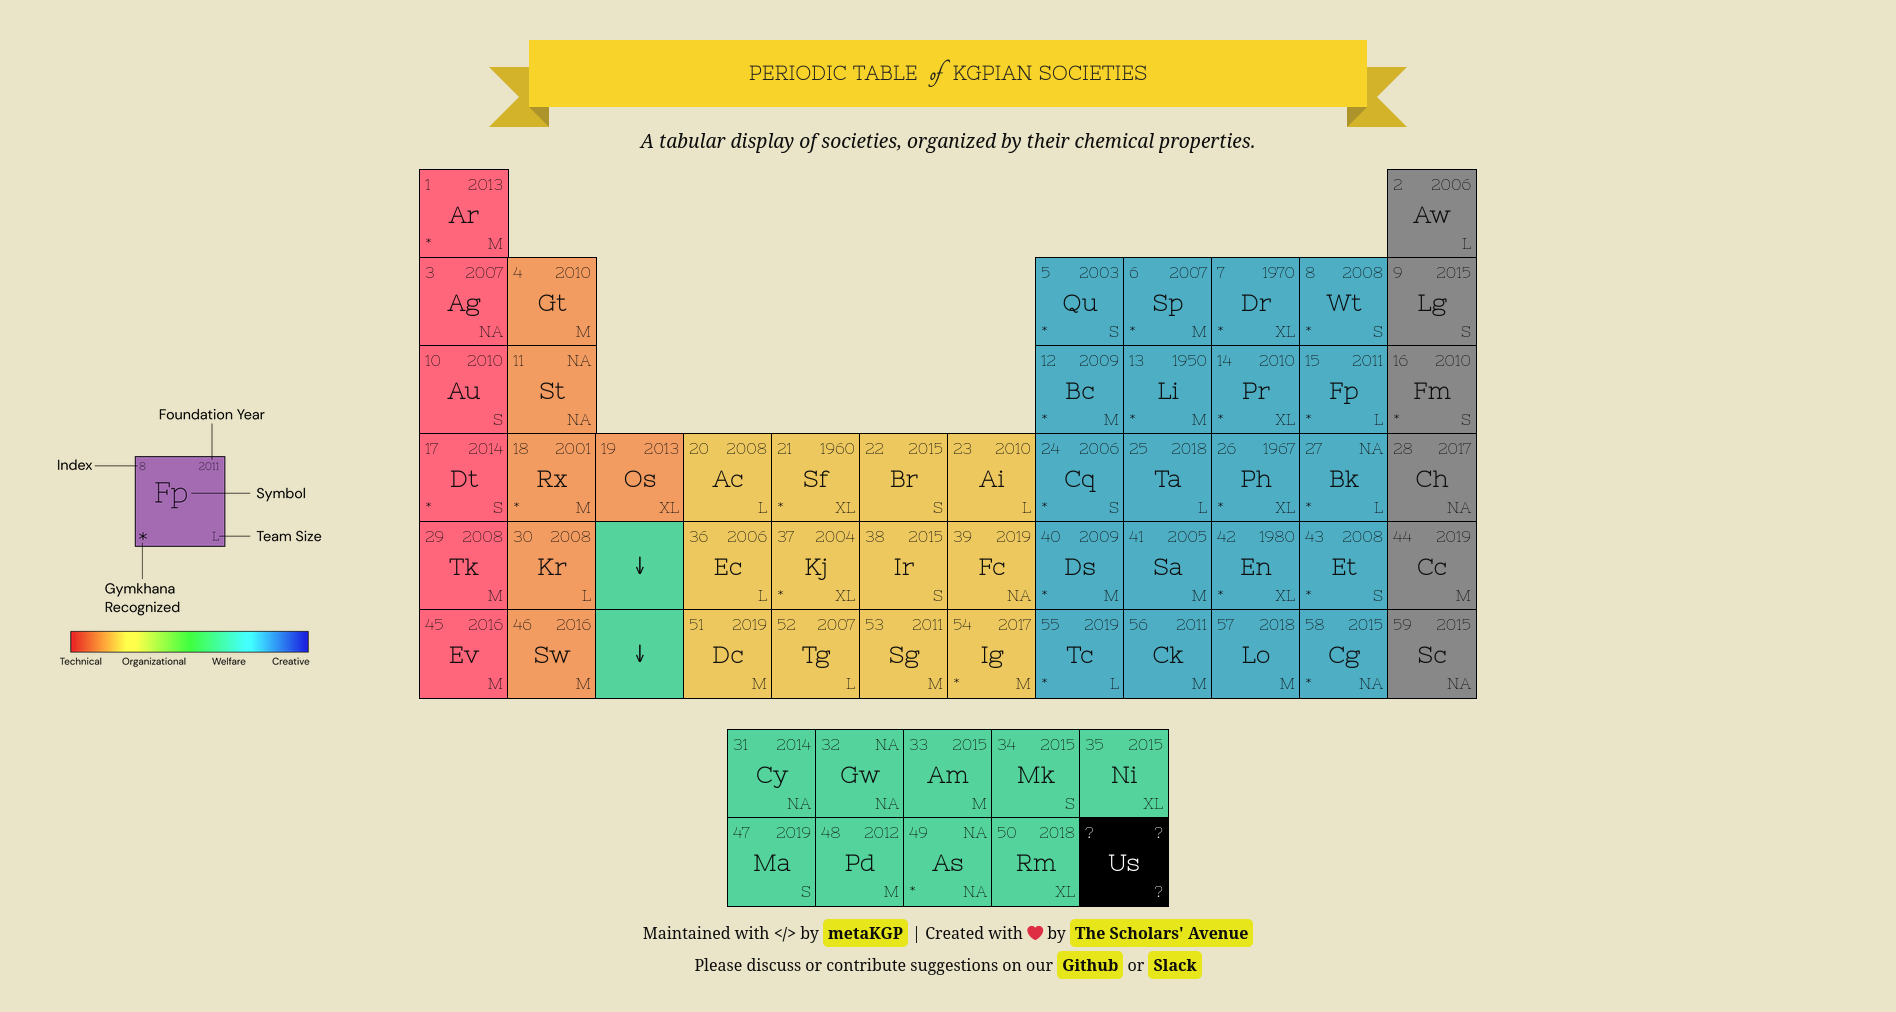 PERIODIC TABLE of KGPIAN SOCIETIES
A tabular display of societies, organized by their chemical properties.
1 2013
Ar
* M
2 2006
Aw
L
3 2007
Ag
NA
4 2010
Gt
M
5 2003
Qu
* S
6 2007
Sp
* M
7 1970
Dr
* XL
8 2008
Wt
* S
9 2015
Lg
S
10 2010
Au
S
11 NA
St
NA
12 2009
Bc
* M
13 1950
Li
* M
14 2010
Pr
* XL
15 2011
Fp
* L
16 2010
Fm
* S
17 2014
Dt
* S
18 2001
Rx
* M
19 2013
Os
XL
20 2008
Ac
L
21 1960
Sf
* XL
22 2015
Br
S
23 2010
Ai
L
24 2006
Cq
* S
25 2018
Ta
L
26 1967
Ph
* XL
27 NA
Bk
* L
28 2017
Ch
NA
29 2008
Tk
M
30 2008
Kr
L
↓
36 2006
Ec
L
37 2004
Kj
* XL
38 2015
Ir
S
39 2019
Fc
NA
40 2009
Ds
* M
41 2005
Sa
M
42 1980
En
* XL
43 2008
Et
* S
44 2019
Cc
M
45 2016
Ev
M
46 2016
Sw
M
↓
51 2019
Dc
M
52 2007
Tg
L
53 2011
Sg
M
54 2017
Ig
* M
55 2019
Tc
* L
56 2011
Ck
M
57 2018
Lo
M
58 2015
Cg
* NA
59 2015
Sc
NA
31 2014
Cy
NA
32 NA
Gw
NA
33 2015
Am
M
34 2015
Mk
S
35 2015
Ni
XL
47 2019
Ma
S
48 2012
Pd
M
49 NA
As
* NA
50 2018
Rm
XL
? ?
Us
?
Foundation Year
Index
8 2011
Fp
Symbol
* L
Team Size
Gymkhana
Recognized
Technical Organizational Welfare Creative
Maintained with </> by metaKGP | Created with ❤ by The Scholars' Avenue
Please discuss or contribute suggestions on our Github or Slack